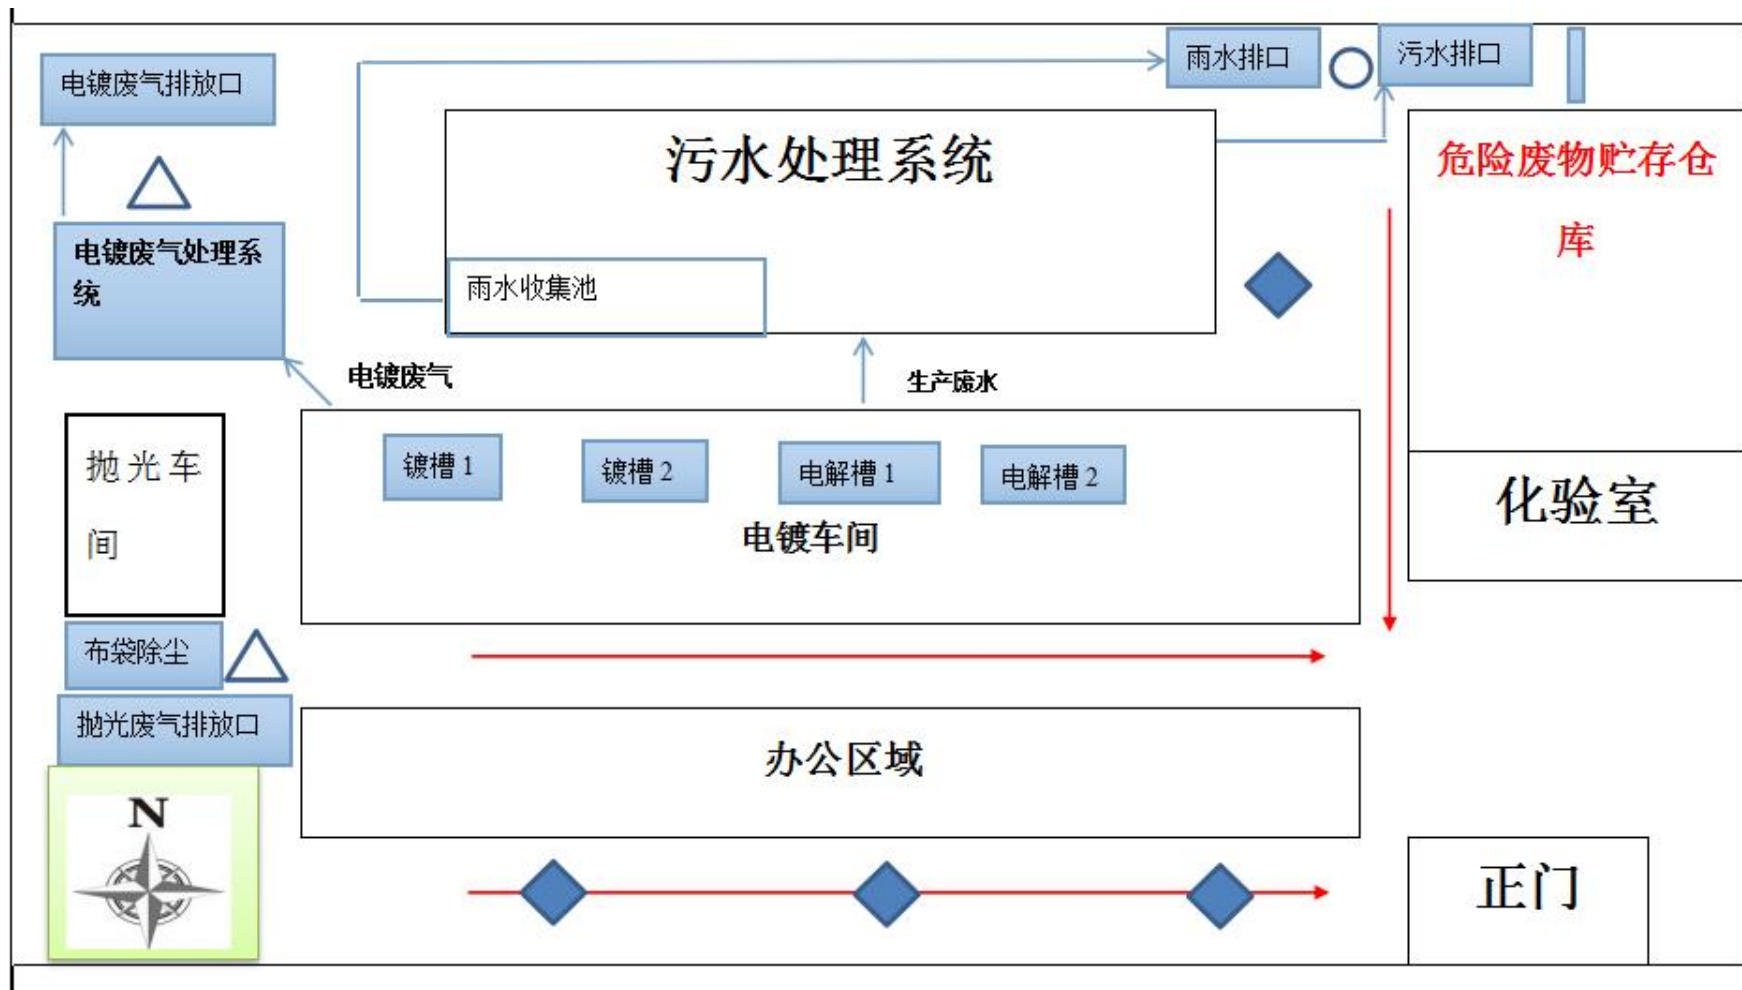 电镀废气排放口
雨水排口
污水排口
污水处理系统
危险废物贮存仓
库
电镀废气处理系
统
雨水收集池
电镀废气
生产废水
抛光车
间
镀槽 1
镀槽 2
电解槽 1
电解槽 2
电镀车间
化验室
布袋除尘
抛光废气排放口
办公区域
N
正门